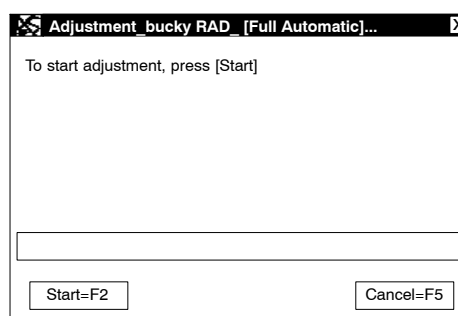 Adjustment_bucky RAD_ [Full Automatic]...
To start adjustment, press [Start]
Start=F2
Cancel=F5